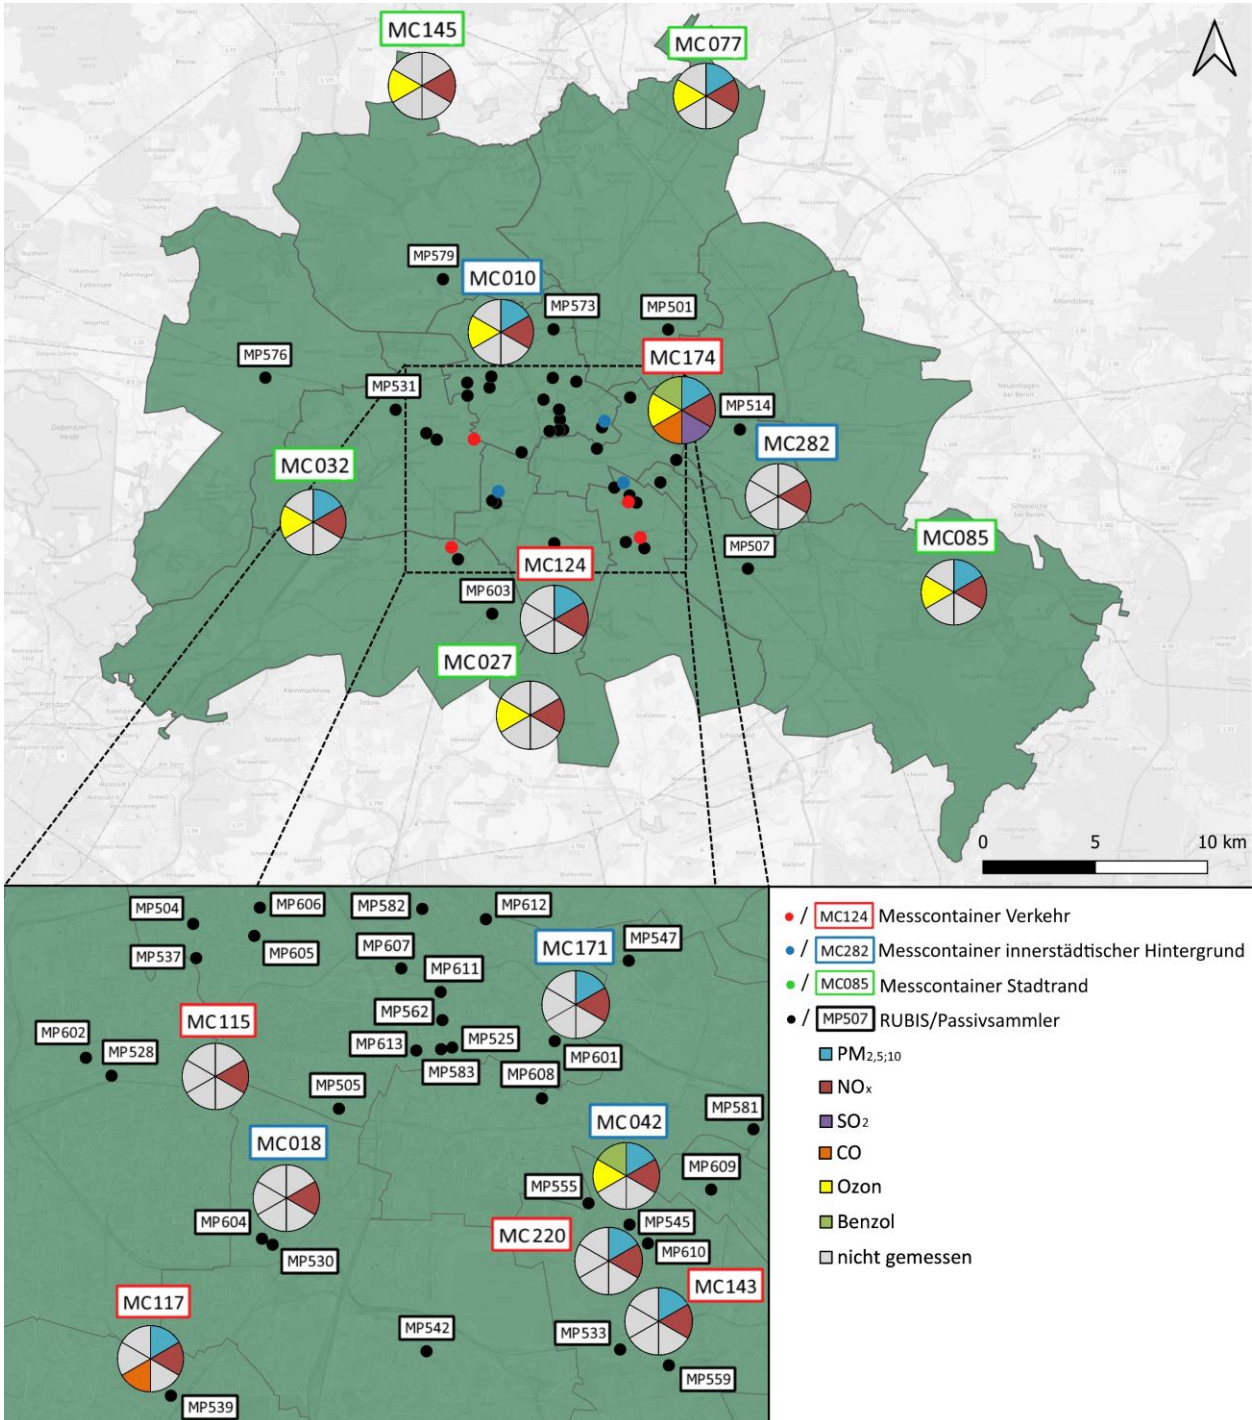 MC145
MC077
MP579
MC010
MP573
MP501
MC174
MP576
MP531
MP514
MC282
MC032
MC085
MP507
MC124
MP603
MC027
0 5 10 km
MP504
MP606
MP582
MP612
MP537
MP605
MP607
MC171
MP547
MP611
MP562
MC115
MP602
MP528
MP613
MP525
MP583
MP601
MP505
MP608
MP581
MC018
MC042
MP555
MP609
MP604
MP530
MC220
MP545
MP610
MC143
MC117
MP542
MP533
MP559
MP539
/ MC124 Messcontainer Verkehr
/ MC282 Messcontainer innerstädtischer Hintergrund
/ MC085 Messcontainer Stadtrand
/ MP507 RUBIS/Passivsammler
PM2,5;10
NOx
SO2
CO
Ozon
Benzol
nicht gemessen